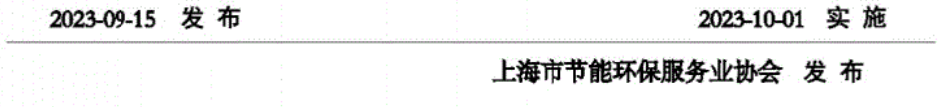 2023-09-15 发 布 2023-10-01 实 施
上海市节能环保服务业协会 发 布